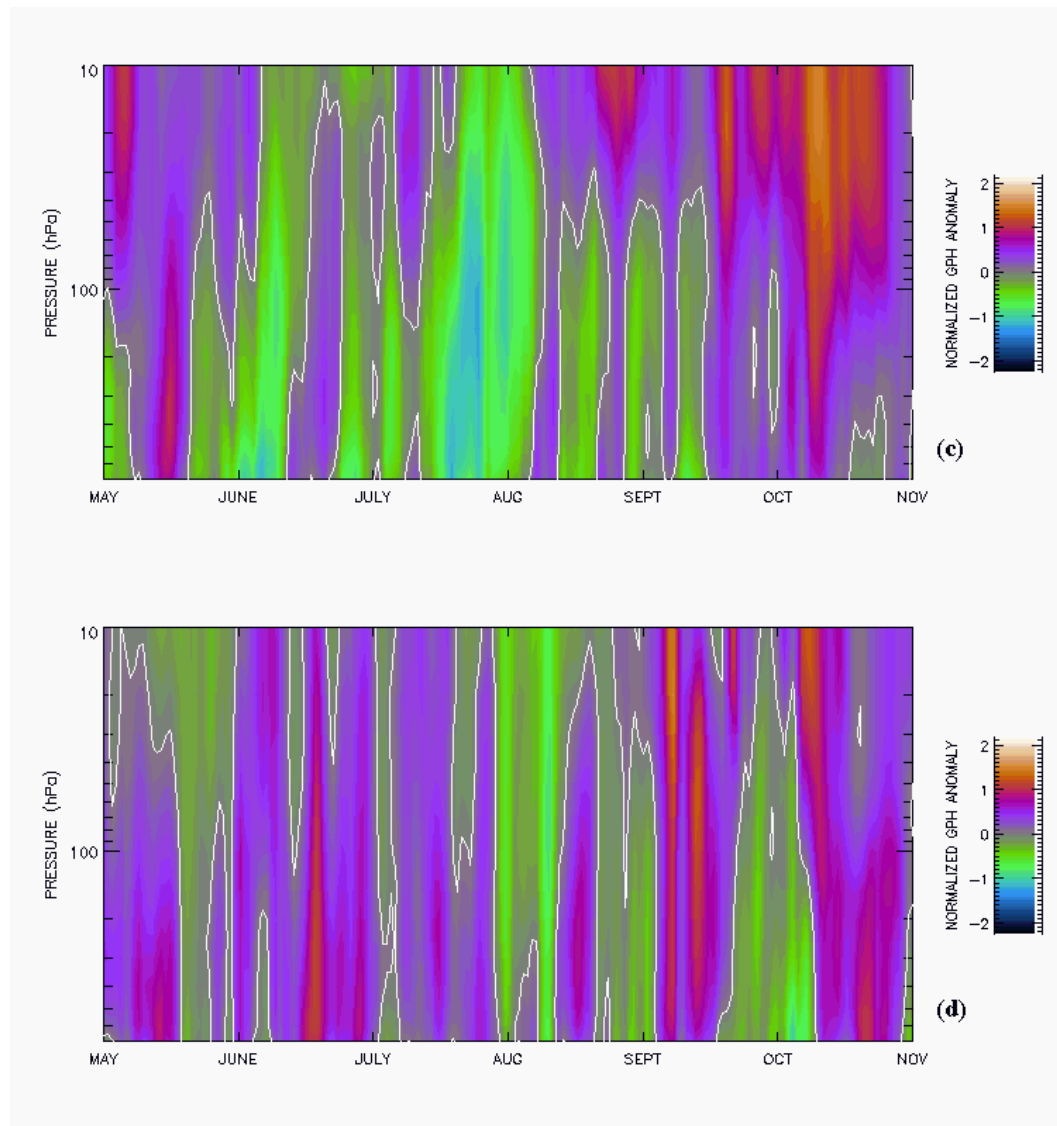 10
100
PRESSURE (hPa)
MAY JUNE JULY AUG SEPT OCT NOV
NORMALIZED GPH ANOMALY
2
1
0
−1
−2
(c)
10
100
PRESSURE (hPa)
MAY JUNE JULY AUG SEPT OCT NOV
NORMALIZED GPH ANOMALY
2
1
0
−1
−2
(d)